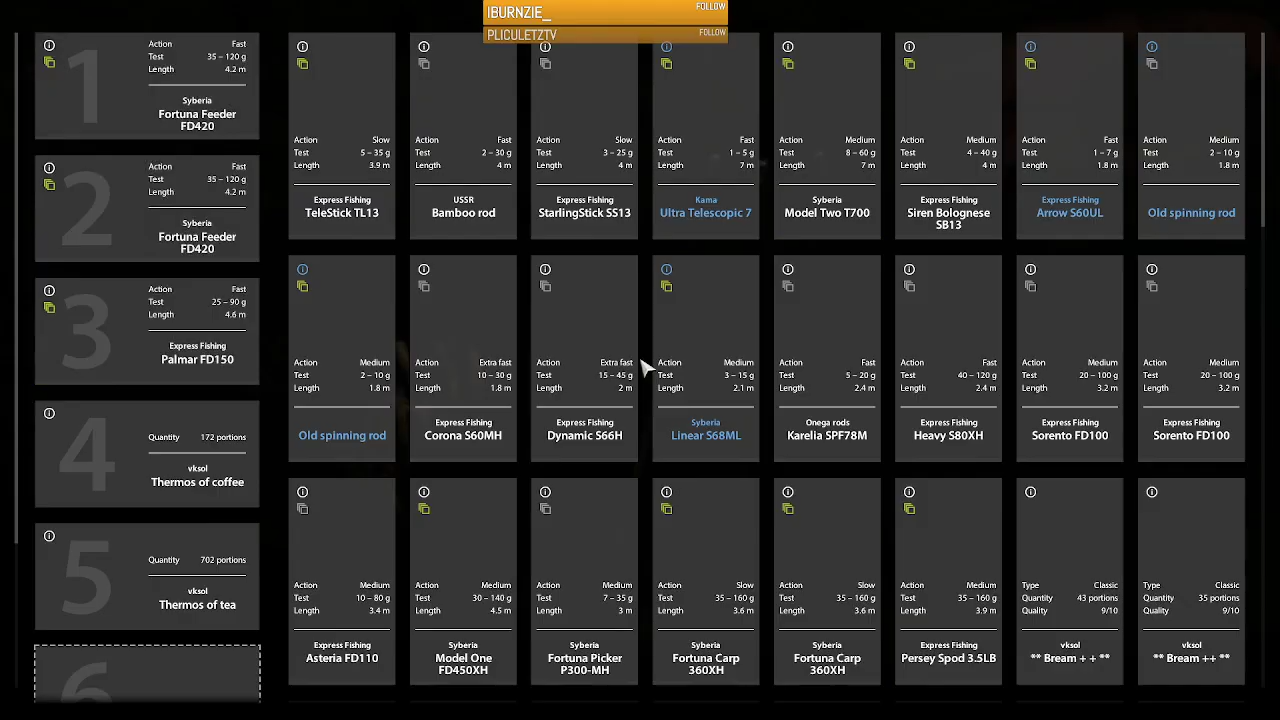 IBURNZIE_ FOLLOW
PLICULETZTV FOLLOW
1
Action Fast
Test 35 – 120 g
Length 4.2 m
Syberia
Fortuna Feeder
FD420
2
Action Fast
Test 35 – 120 g
Length 4.2 m
Syberia
Fortuna Feeder
FD420
3
Action Fast
Test 25 – 90 g
Length 4.6 m
Express Fishing
Palmar FD150
4
Quantity 172 portions
vksol
Thermos of coffee
5
Quantity 702 portions
vksol
Thermos of tea
6
Action Slow
Test 5 – 35 g
Length 3.9 m
Express Fishing
TeleStick TL13
Action Fast
Test 2 – 30 g
Length 4 m
USSR
Bamboo rod
Action Slow
Test 3 – 25 g
Length 4 m
Express Fishing
StarlingStick SS13
Action Fast
Test 1 – 5 g
Length 7 m
Kama
Ultra Telescopic 7
Action Medium
Test 8 – 60 g
Length 7 m
Syberia
Model Two T700
Action Medium
Test 4 – 40 g
Length 4 m
Express Fishing
Siren Bolognese
SB13
Action Fast
Test 1 – 7 g
Length 1.8 m
Express Fishing
Arrow S60UL
Action Medium
Test 2 – 10 g
Length 1.8 m
Old spinning rod
Action Medium
Test 2 – 10 g
Length 1.8 m
Old spinning rod
Action Extra fast
Test 10 – 30 g
Length 1.8 m
Express Fishing
Corona S60MH
Action Extra fast
Test 15 – 45 g
Length 2 m
Express Fishing
Dynamic S66H
Action Medium
Test 3 – 15 g
Length 2.1 m
Syberia
Linear S68ML
Action Fast
Test 5 – 20 g
Length 2.4 m
Onega rods
Karelia SPF78M
Action Fast
Test 40 – 120 g
Length 2.4 m
Express Fishing
Heavy S80XH
Action Medium
Test 20 – 100 g
Length 3.2 m
Express Fishing
Sorento FD100
Action Medium
Test 20 – 100 g
Length 3.2 m
Express Fishing
Sorento FD100
Action Medium
Test 10 – 80 g
Length 3.4 m
Express Fishing
Asteria FD110
Action Medium
Test 30 – 140 g
Length 4.5 m
Syberia
Model One
FD450XH
Action Medium
Test 7 – 35 g
Length 3 m
Syberia
Fortuna Picker
P300-MH
Action Slow
Test 35 – 160 g
Length 3.6 m
Syberia
Fortuna Carp
360XH
Action Slow
Test 35 – 160 g
Length 3.6 m
Syberia
Fortuna Carp
360XH
Action Medium
Test 35 – 160 g
Length 3.9 m
Express Fishing
Persey Spod 3.5LB
Type Classic
Quantity 43 portions
Quality 9/10
vksol
** Bream + + **
Type Classic
Quantity 35 portions
Quality 9/10
vksol
** Bream ++ **